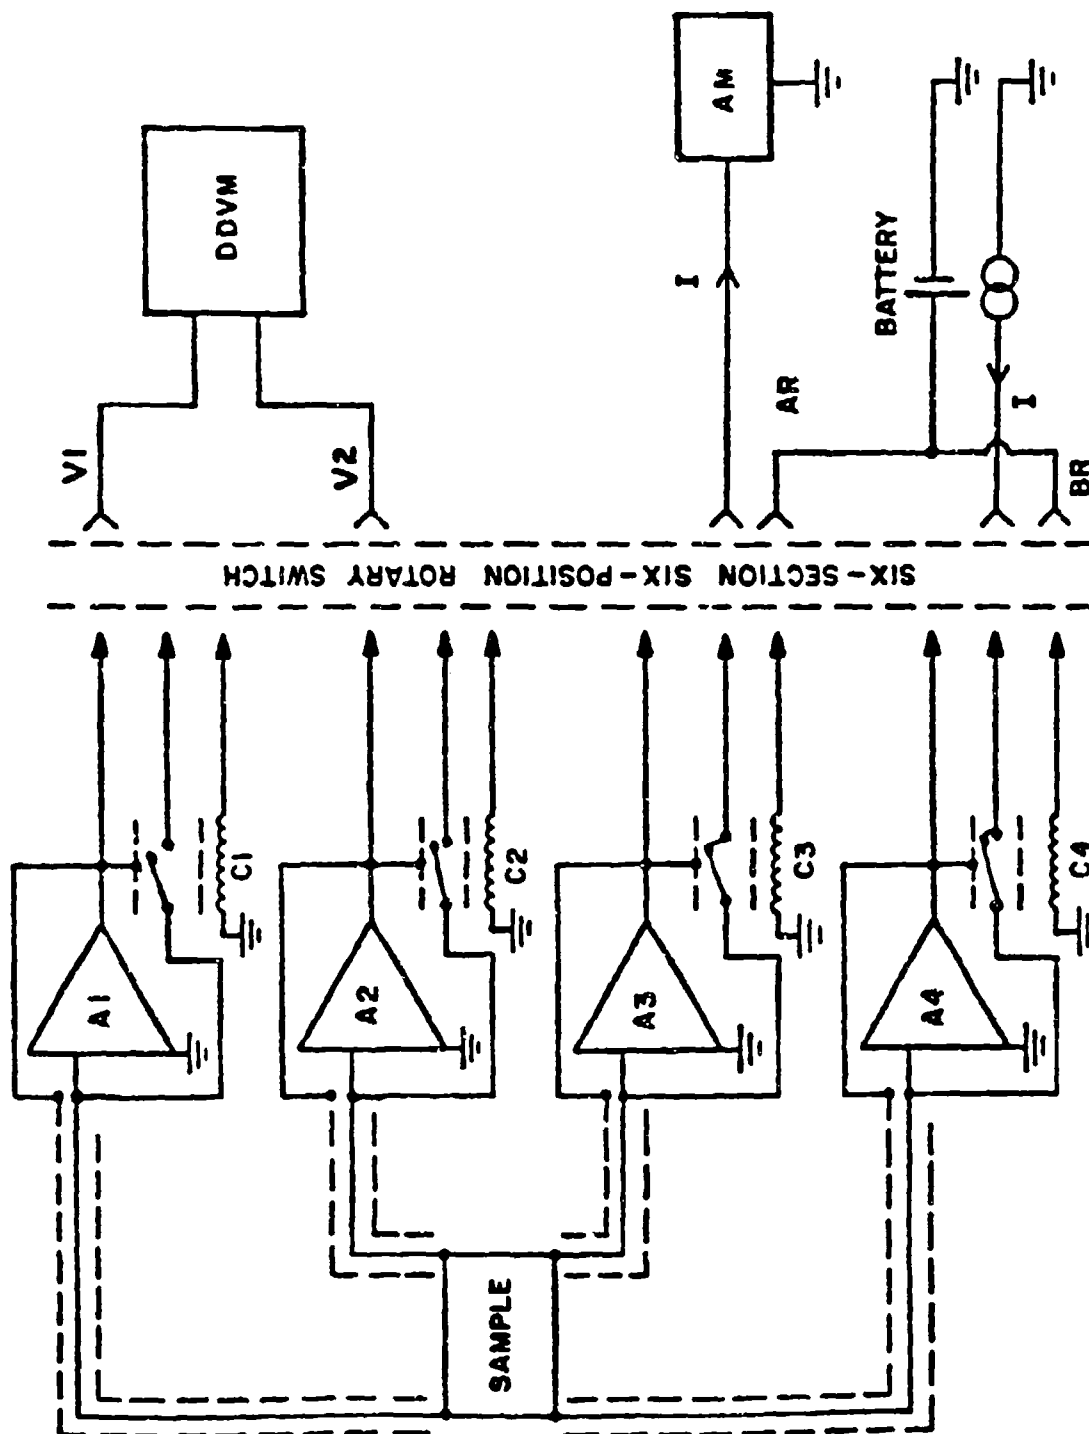 DDVM
V1
V2
AM
I
AR
BATTERY
I
BR
SIX-SECTION SIX-POSITION ROTARY SWITCH
A1
C1
A2
C2
A3
C3
A4
C4
SAMPLE